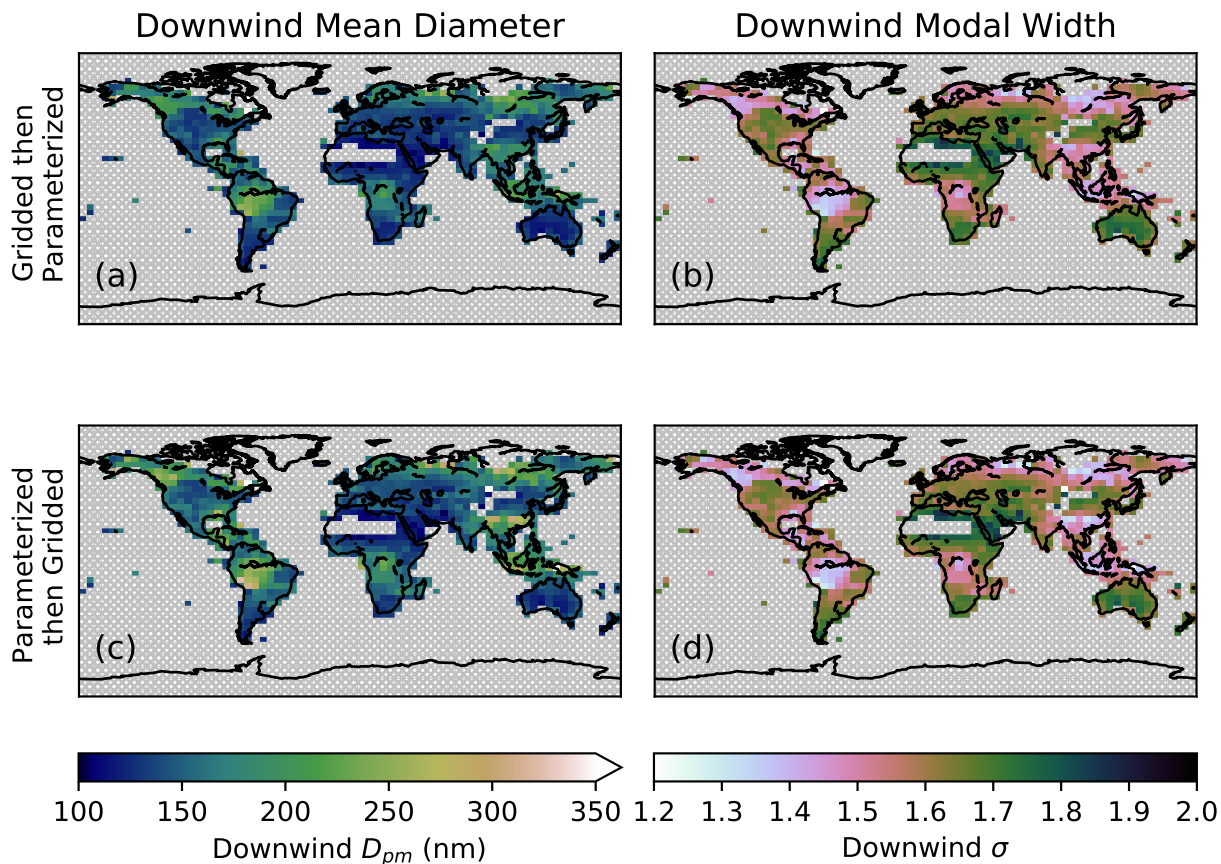 Downwind Mean Diameter
Downwind Modal Width
Gridded then
Parameterized
(a)
(b)
Parameterized
then Gridded
(c)
(d)
100 150 200 250 300 350
1.2 1.3 1.4 1.5 1.6 1.7 1.8 1.9 2.0
Downwind D_pm (nm)
Downwind σ